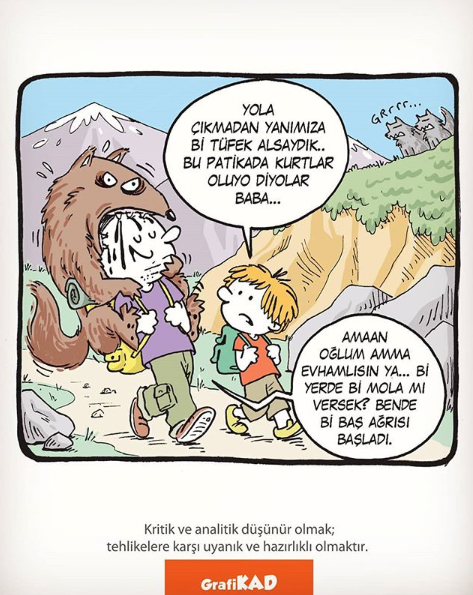 YOLA
ÇIKMADAN YANIMIZA
Bİ TÜFEK ALSAYDIK..
BU PATİKADA KURTLAR
OLUYO DİYOLAR
BABA...
GRrrr...
AMAAN
OĞLUM AMMA
EVHAMLISIN YA... Bİ
YERDE Bİ MOLA MI
VERSEK? BENDE
Bİ BAŞ AĞRISI
BAŞLADI.
Kritik ve analitik düşünür olmak;
tehlikelere karşı uyanık ve hazırlıklı olmaktır.
GrafiKAD